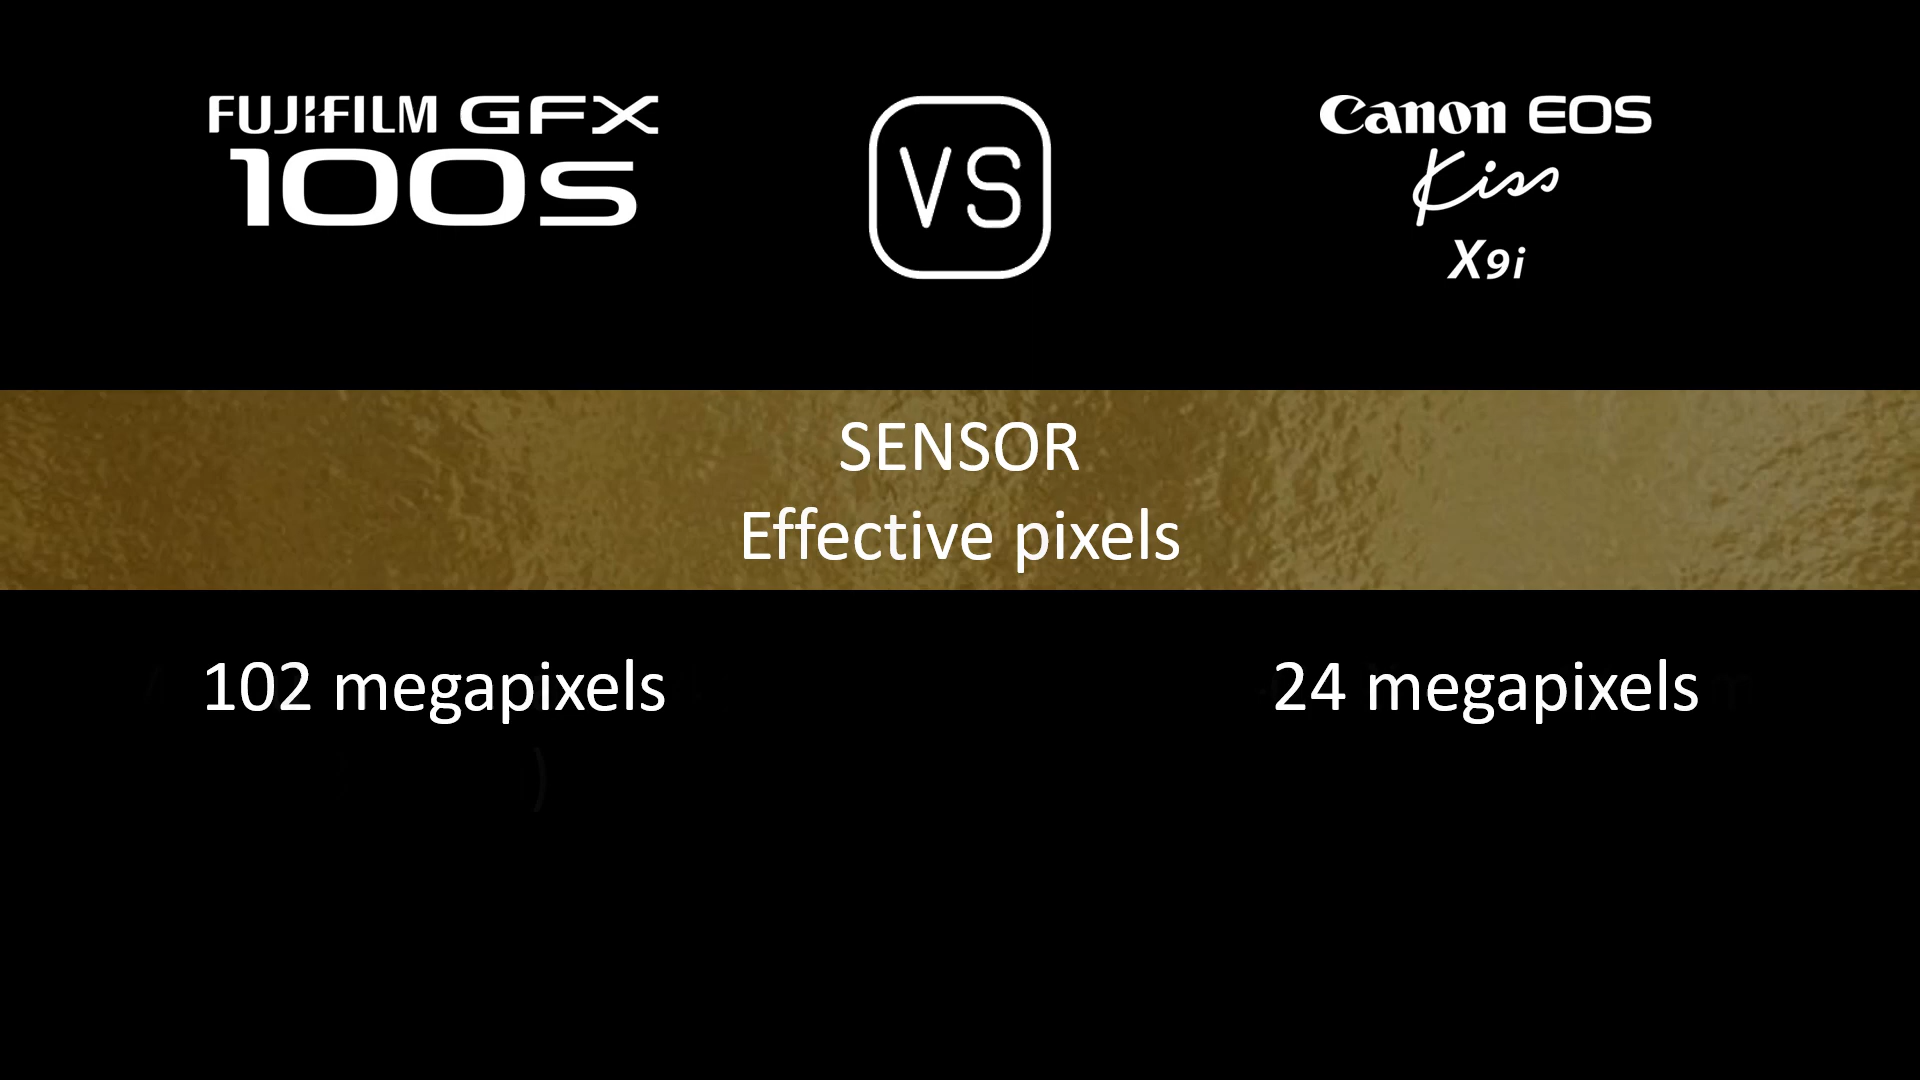 FUJIFILM GFX
100S
VS
Canon EOS
Kiss
X9i
SENSOR
Effective pixels
102 megapixels
24 megapixels